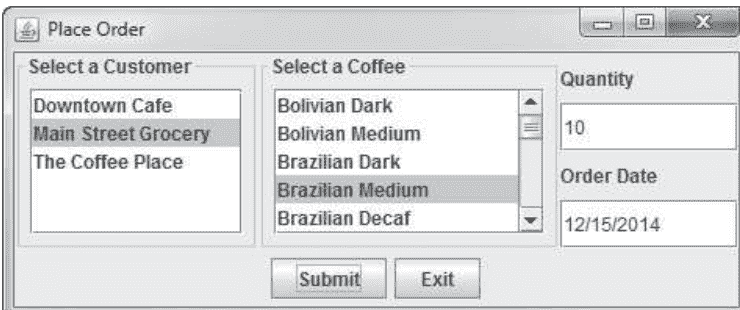 Place Order
Select a Customer
Downtown Cafe
Main Street Grocery
The Coffee Place
Select a Coffee
Bolivian Dark
Bolivian Medium
Brazilian Dark
Brazilian Medium
Brazilian Decaf
Quantity
10
Order Date
12/15/2014
Submit
Exit